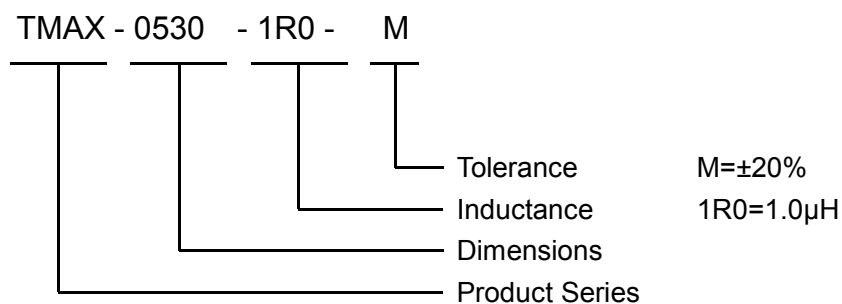 TMAX - 0530 - 1R0 - M
Tolerance M=±20%
Inductance 1R0=1.0µH
Dimensions
Product Series